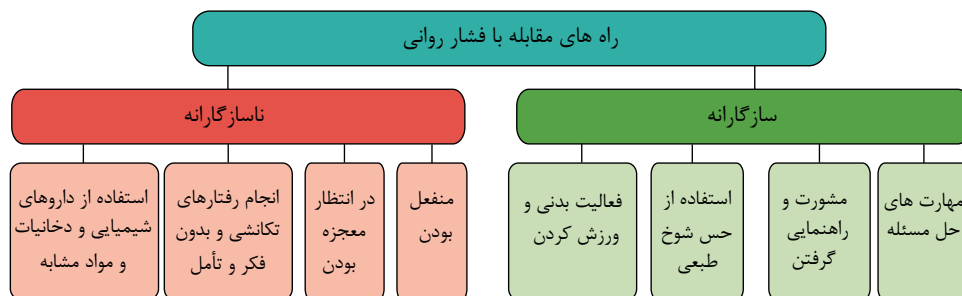 راه های مقابله با فشار روانی
سازگارانه
ناسازگارانه
مهارت های
حل مسئله
مشورت و
راهنمایی
گرفتن
استفاده از
حس شوخ
طبعی
فعالیت بدنی و
ورزش کردن
منفعل
بودن
در انتظار
معجزه
بودن
انجام رفتارهای
تکانشی و بدون
فکر و تأمل
استفاده از داروهای
شیمیایی و دخانیات
و مواد مشابه